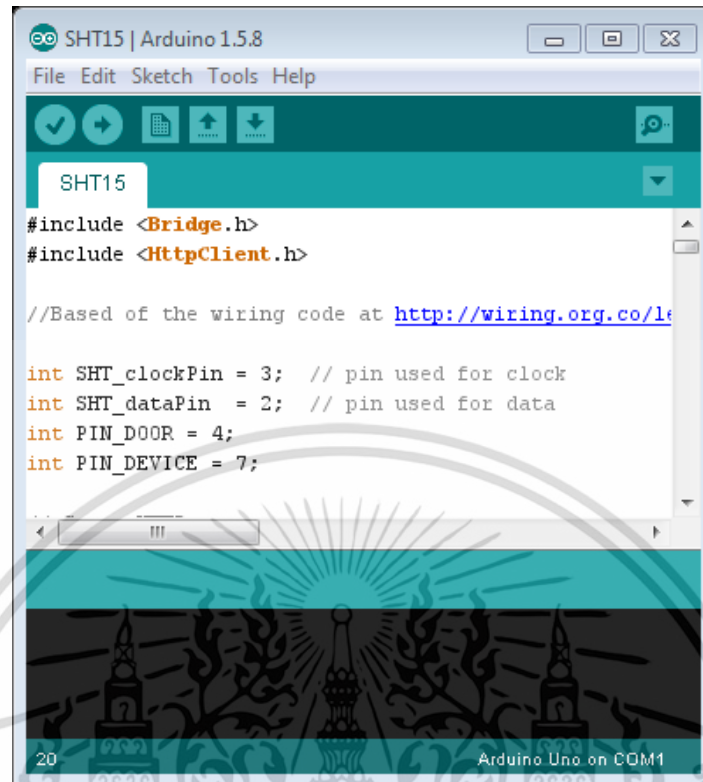 SHT15 | Arduino 1.5.8
File Edit Sketch Tools Help
SHT15
#include <Bridge.h>
#include <HttpClient.h>
//Based of the wiring code at http://wiring.org.co/le
int SHT_clockPin = 3;  // pin used for clock
int SHT_dataPin  = 2;  // pin used for data
int PIN_DOOR = 4;
int PIN_DEVICE = 7;
20
Arduino Uno on COM1